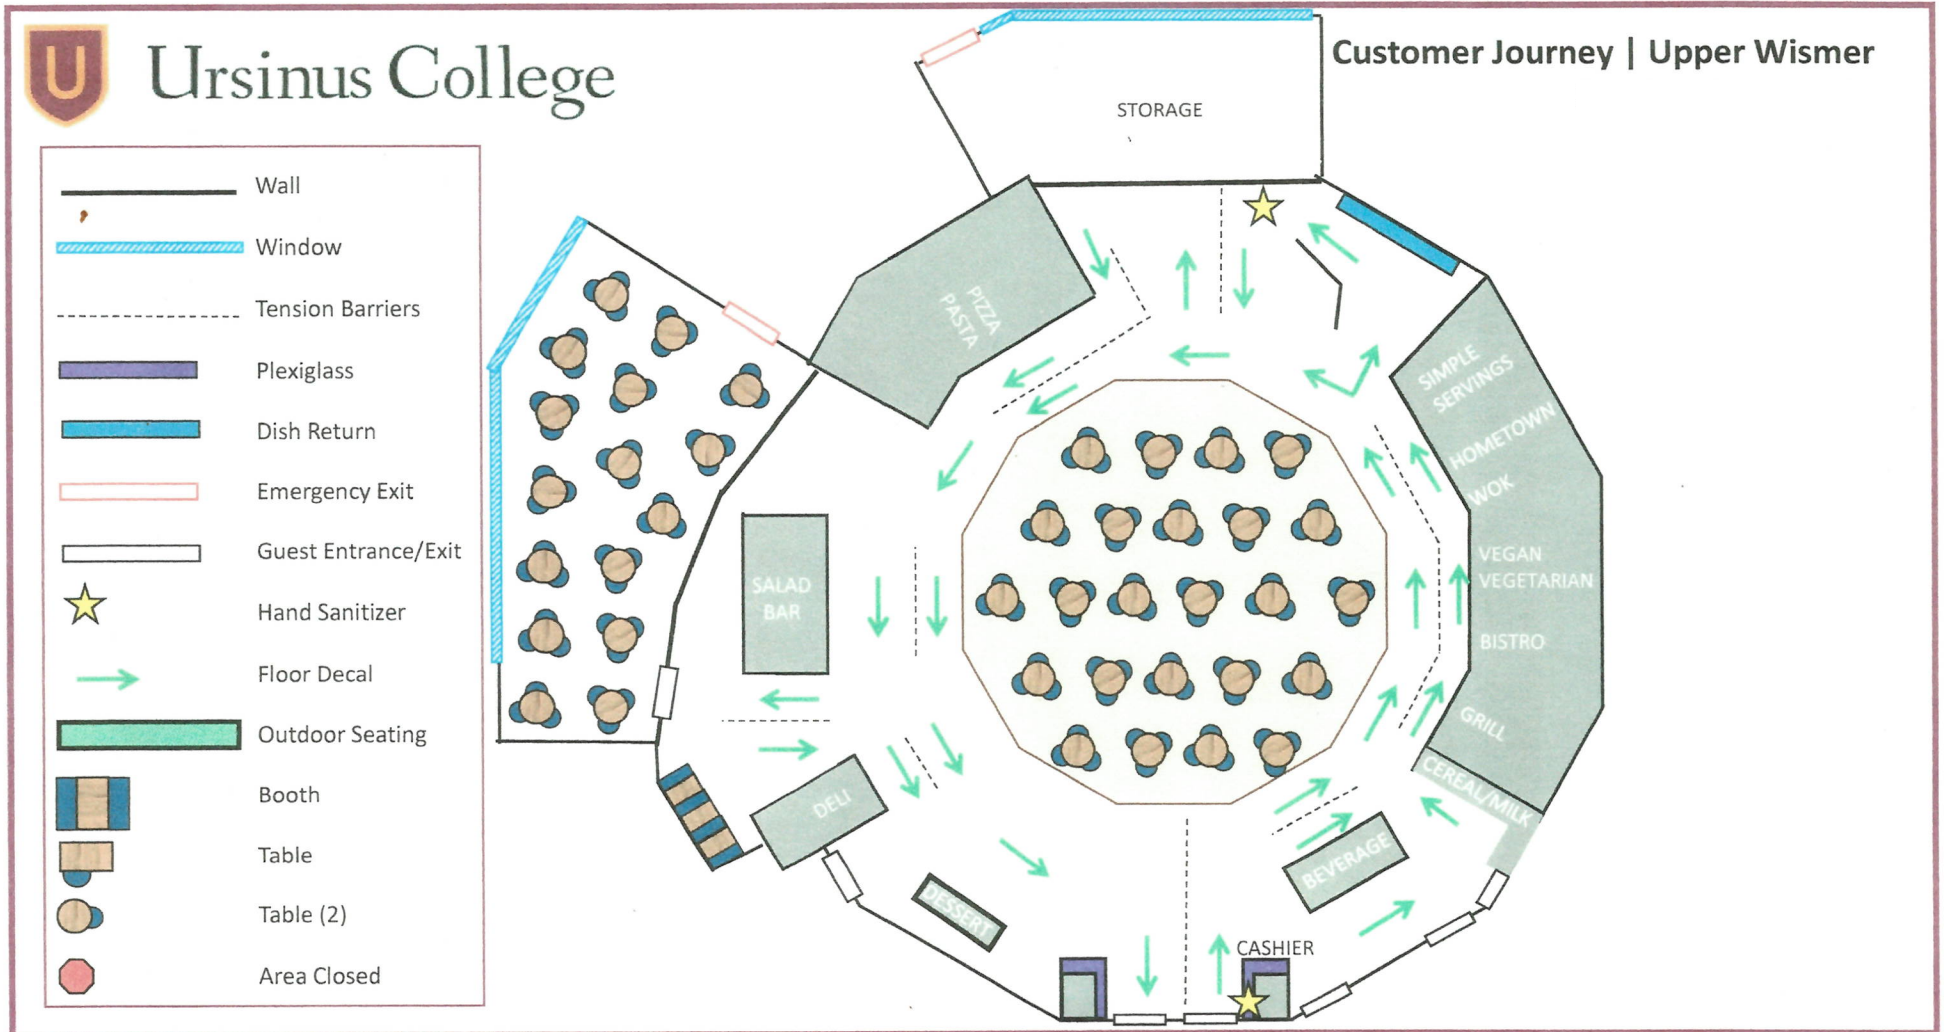 U
Ursinus College
Customer Journey | Upper Wismer
Wall
Window
Tension Barriers
Plexiglass
Dish Return
Emergency Exit
Guest Entrance/Exit
Hand Sanitizer
Floor Decal
Outdoor Seating
Booth
Table
Table (2)
Area Closed
STORAGE
PIZZA
PASTA
SIMPLE
SERVINGS
HOMETOWN
WOK
VEGAN
VEGETARIAN
BISTRO
GRILL
CEREAL/MILK
SALAD
BAR
DELI
BEVERAGE
DESSERT
CASHIER